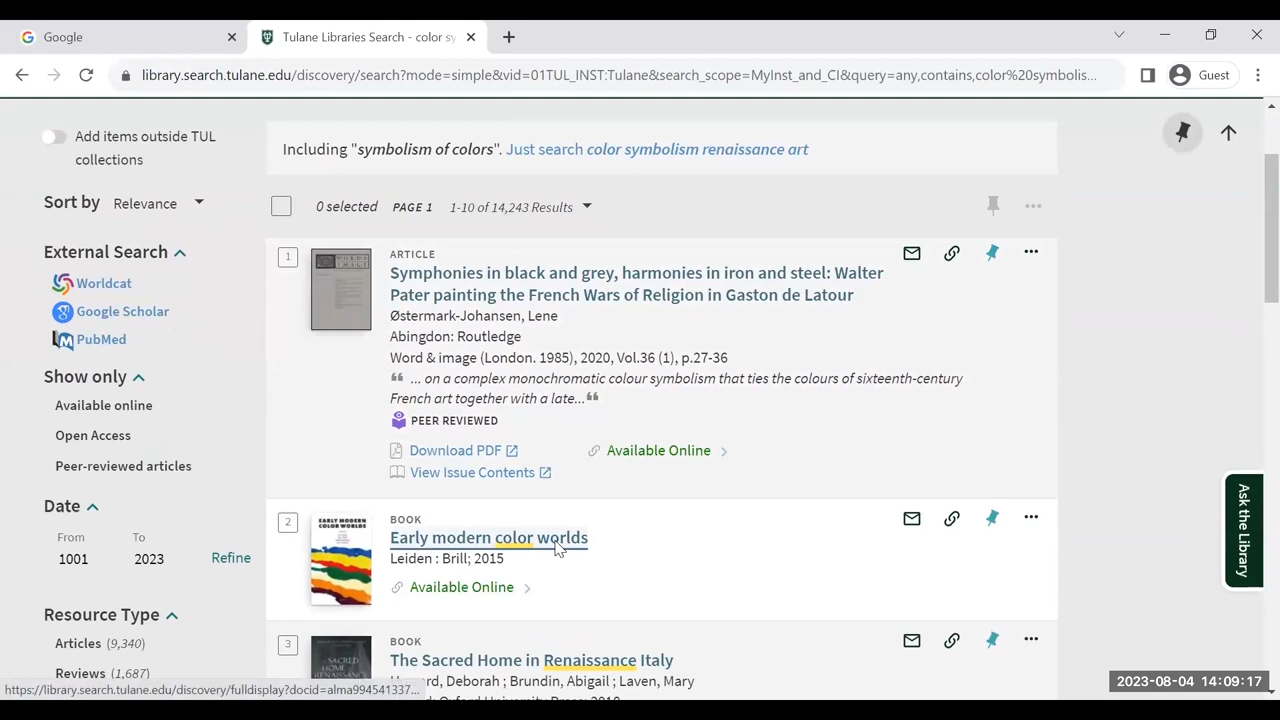 Google
Tulane Libraries Search - color sy
library.search.tulane.edu/discovery/search?mode=simple&vid=01TUL_INST:Tulane&search_scope=MyInst_and_CI&query=any,contains,color%20symbolis...
Guest
Add items outside TUL
collections
Sort by Relevance
External Search
Worldcat
Google Scholar
PubMed
Show only
Available online
Open Access
Peer-reviewed articles
Date
From To
1001 2023 Refine
Resource Type
Articles (9,340)
Reviews (1,687)
Including "symbolism of colors". Just search color symbolism renaissance art
0 selected PAGE 1 1-10 of 14,243 Results
1
ARTICLE
Symphonies in black and grey, harmonies in iron and steel: Walter
Pater painting the French Wars of Religion in Gaston de Latour
Østermark-Johansen, Lene
Abingdon: Routledge
Word & image (London. 1985), 2020, Vol.36 (1), p.27-36
... on a complex monochromatic colour symbolism that ties the colours of sixteenth-century
French art together with a late...
PEER REVIEWED
Download PDF Available Online
View Issue Contents
2
EARLY MODERN
COLOR WORLDS
BOOK
Early modern color worlds
Leiden : Brill; 2015
Available Online
3
BOOK
The Sacred Home in Renaissance Italy
Deborah ; Brundin, Abigail ; Laven, Mary
Ask the Library
https://library.search.tulane.edu/discovery/fulldisplay?docid=alma994541337...
2023-08-04 14:09:17